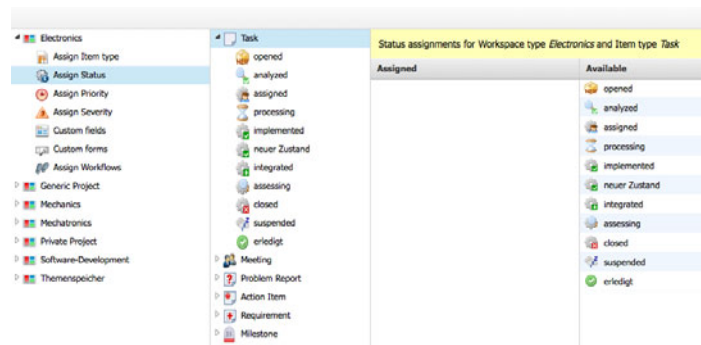 Electronics
Assign Item type
Assign Status
Assign Priority
Assign Severity
Custom fields
Custom forms
Assign Workflows
Generic Project
Mechanics
Mechatronics
Private Project
Software-Development
Themenspeicher
Task
opened
analyzed
assigned
processing
implemented
neuer Zustand
integrated
assessing
closed
suspended
erledigt
Meeting
Problem Report
Action Item
Requirement
Milestone
Status assignments for Workspace type Electronics and Item type Task
Assigned
Available
opened
analyzed
assigned
processing
implemented
neuer Zustand
integrated
assessing
closed
suspended
erledigt